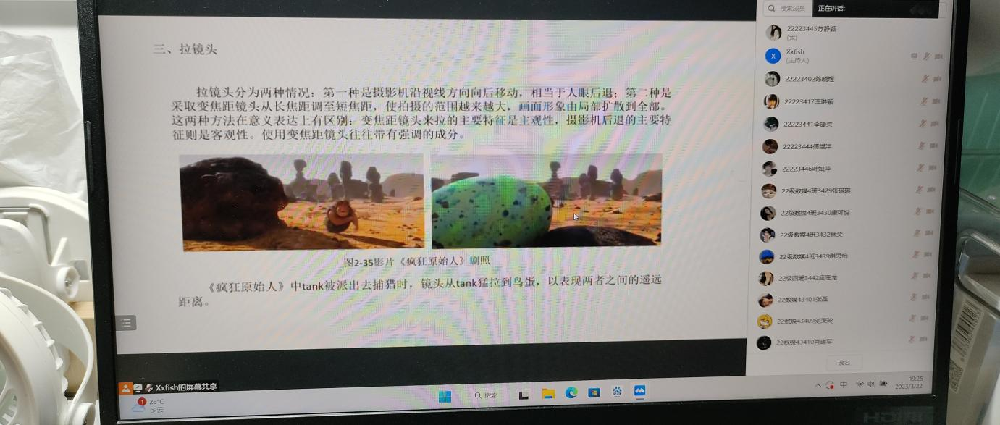 三、拉镜头
拉镜头分为两种情况：第一种是摄影机沿视线方向向后移动，相当于人眼后退；第二种是
采取变焦距镜头从长焦距调至短焦距，使拍摄的范围越来越大，画面形象由局部扩散到全部。
这两种方法在意义表达上有区别：变焦距镜头来拉的主要特征是主观性，摄影机后退的主要特
征则是客观性。使用变焦距镜头往往带有强调的成分。
图2-35影片《疯狂原始人》剧照
《疯狂原始人》中tank被派出去捕猎时，镜头从tank猛拉到鸟蛋，以表现两者之间的遥远
距离。
Xxfish的屏幕共享
搜索成员
正在讲话:
22223445苏静颖
(我)
X
Xxfish
(主持人)
22223402陈晓煜
22223417李琳颖
22223441李康灵
22223444傅望洋
22223446叶如萍
22级数媒4班3429张琪琪
22级数媒4班3430康可悦
22级数媒4班3432林奕
22级数媒4班3439谢思怡
22级四班3442应旺龙
22数媒43401张磊
22数媒43409刘果玲
22数媒43410肖建军
改名
1
26°C
多云
搜索
中
19:25
2023/3/22